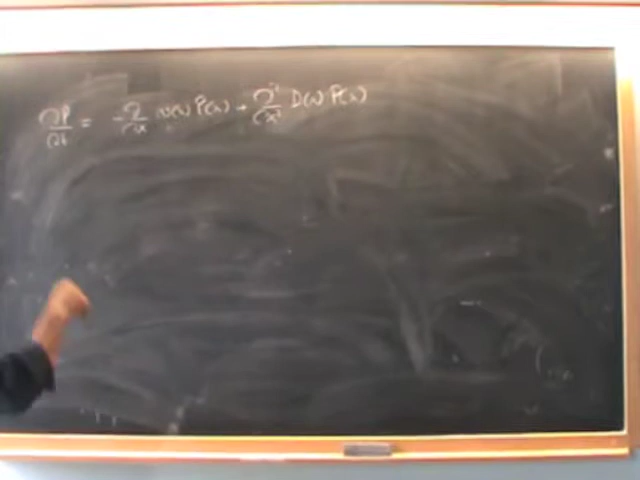 ∂P/∂t = -∂/∂x v(x) P(x) + ∂²/∂x² D(x) P(x)